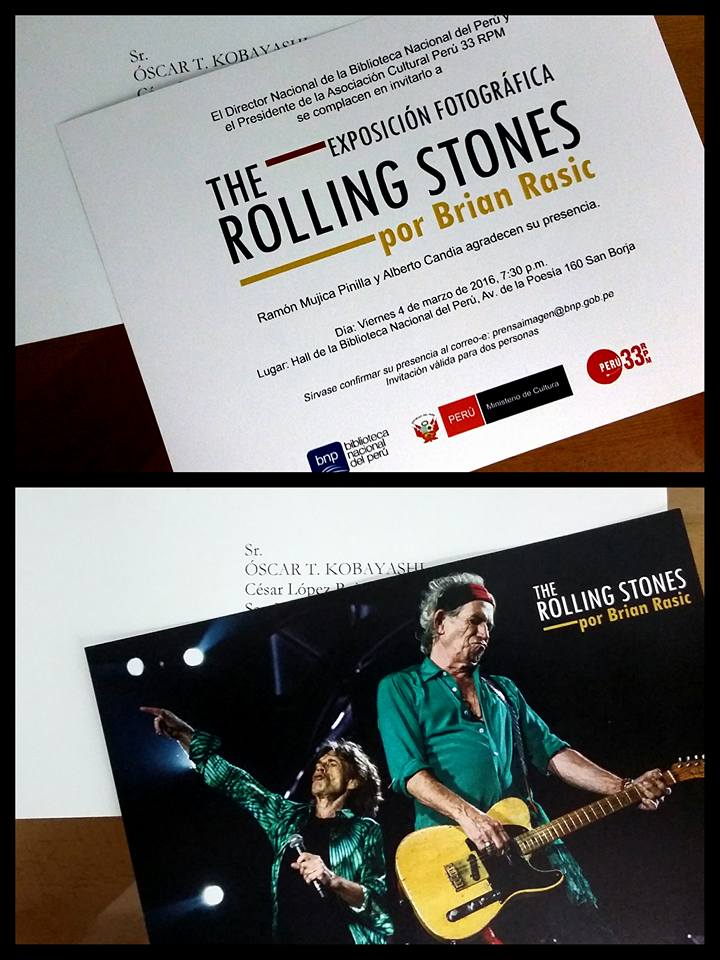 Sr.
ÓSCAR T. KOBAYASHI
El Director Nacional de la Biblioteca Nacional del Perú y
el Presidente de la Asociación Cultural Perú 33 RPM
se complacen en invitarlo a
EXPOSICIÓN FOTOGRÁFICA
THE
ROLLING STONES
por Brian Rasic
Ramón Mujica Pinilla y Alberto Candia agradecen su presencia.
Día: Viernes 4 de marzo de 2016, 7:30 p.m.
Lugar: Hall de la Biblioteca Nacional del Perú, Av. de la Poesía 160 San Borja
Sírvase confirmar su presencia al correo-e: prensaimagen@bnp.gob.pe
Invitación válida para dos personas
bnp biblioteca
nacional
del perú
PERÚ Ministerio de Cultura
PERÚ 33 RPM
Sr.
ÓSCAR T. KOBAYASHI
César López
THE
ROLLING STONES
por Brian Rasic